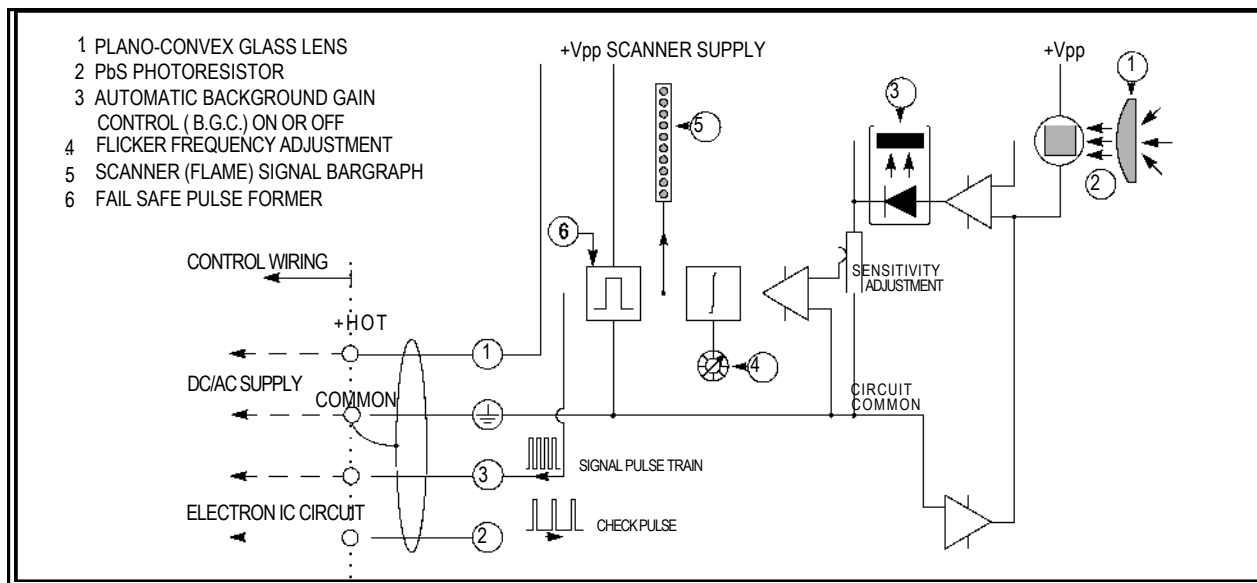 1 PLANO-CONVEX GLASS LENS
2 PbS PHOTORESISTOR
3 AUTOMATIC BACKGROUND GAIN
CONTROL ( B.G.C.) ON OR OFF
4 FLICKER FREQUENCY ADJUSTMENT
5 SCANNER (FLAME) SIGNAL BARGRAPH
6 FAIL SAFE PULSE FORMER
+Vpp SCANNER SUPPLY
+Vpp
1
3
5
2
6
CONTROL WIRING
SENSITIVITY
ADJUSTMENT
+HOT
1
4
DC/AC SUPPLY
COMMON
CIRCUIT
COMMON
3
SIGNAL PULSE TRAIN
ELECTRON IC CIRCUIT
2
CHECK PULSE